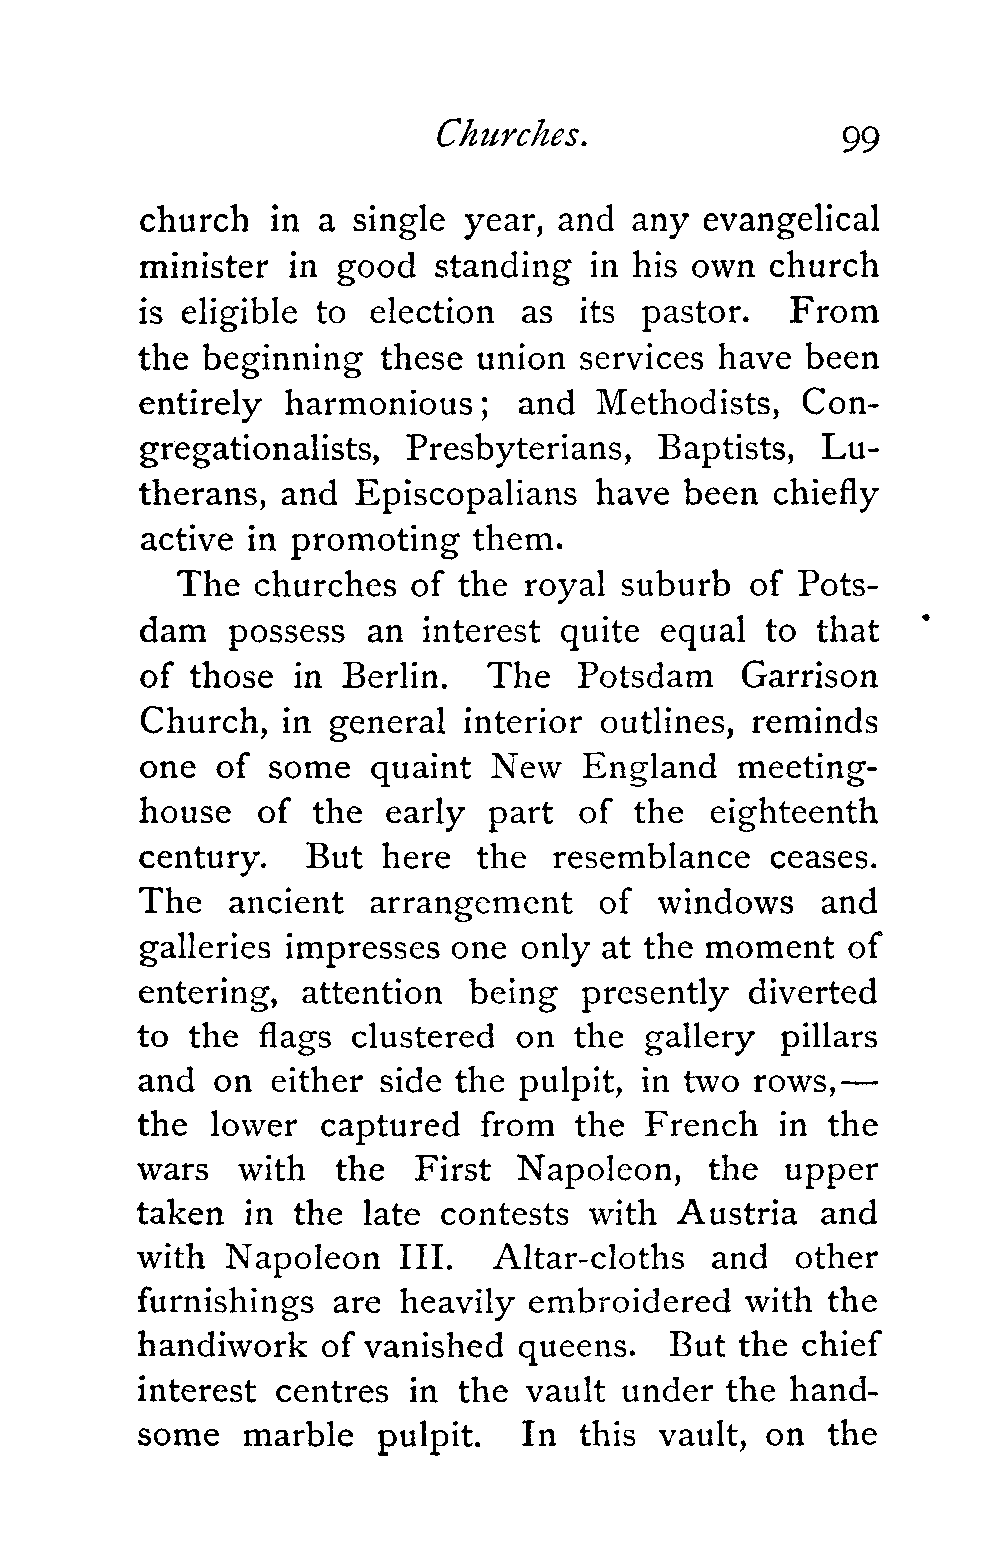 Churches. 99
church in a single year, and any evangelical
minister in good standing in his own church
is eligible to election as its pastor. From
the beginning these union services have been
entirely harmonious; and Methodists, Con-
gregationalists, Presbyterians, Baptists, Lu-
therans, and Episcopalians have been chiefly
active in promoting them.
The churches of the royal suburb of Pots-
dam possess an interest quite equal to that
of those in Berlin. The Potsdam Garrison
Church, in general interior outlines, reminds
one of some quaint New England meeting-
house of the early part of the eighteenth
century. But here the resemblance ceases.
The ancient arrangement of windows and
galleries impresses one only at the moment of
entering, attention being presently diverted
to the flags clustered on the gallery pillars
and on either side the pulpit, in two rows,—
the lower captured from the French in the
wars with the First Napoleon, the upper
taken in the late contests with Austria and
with Napoleon III. Altar-cloths and other
furnishings are heavily embroidered with the
handiwork of vanished queens. But the chief
interest centres in the vault under the hand-
some marble pulpit. In this vault, on the